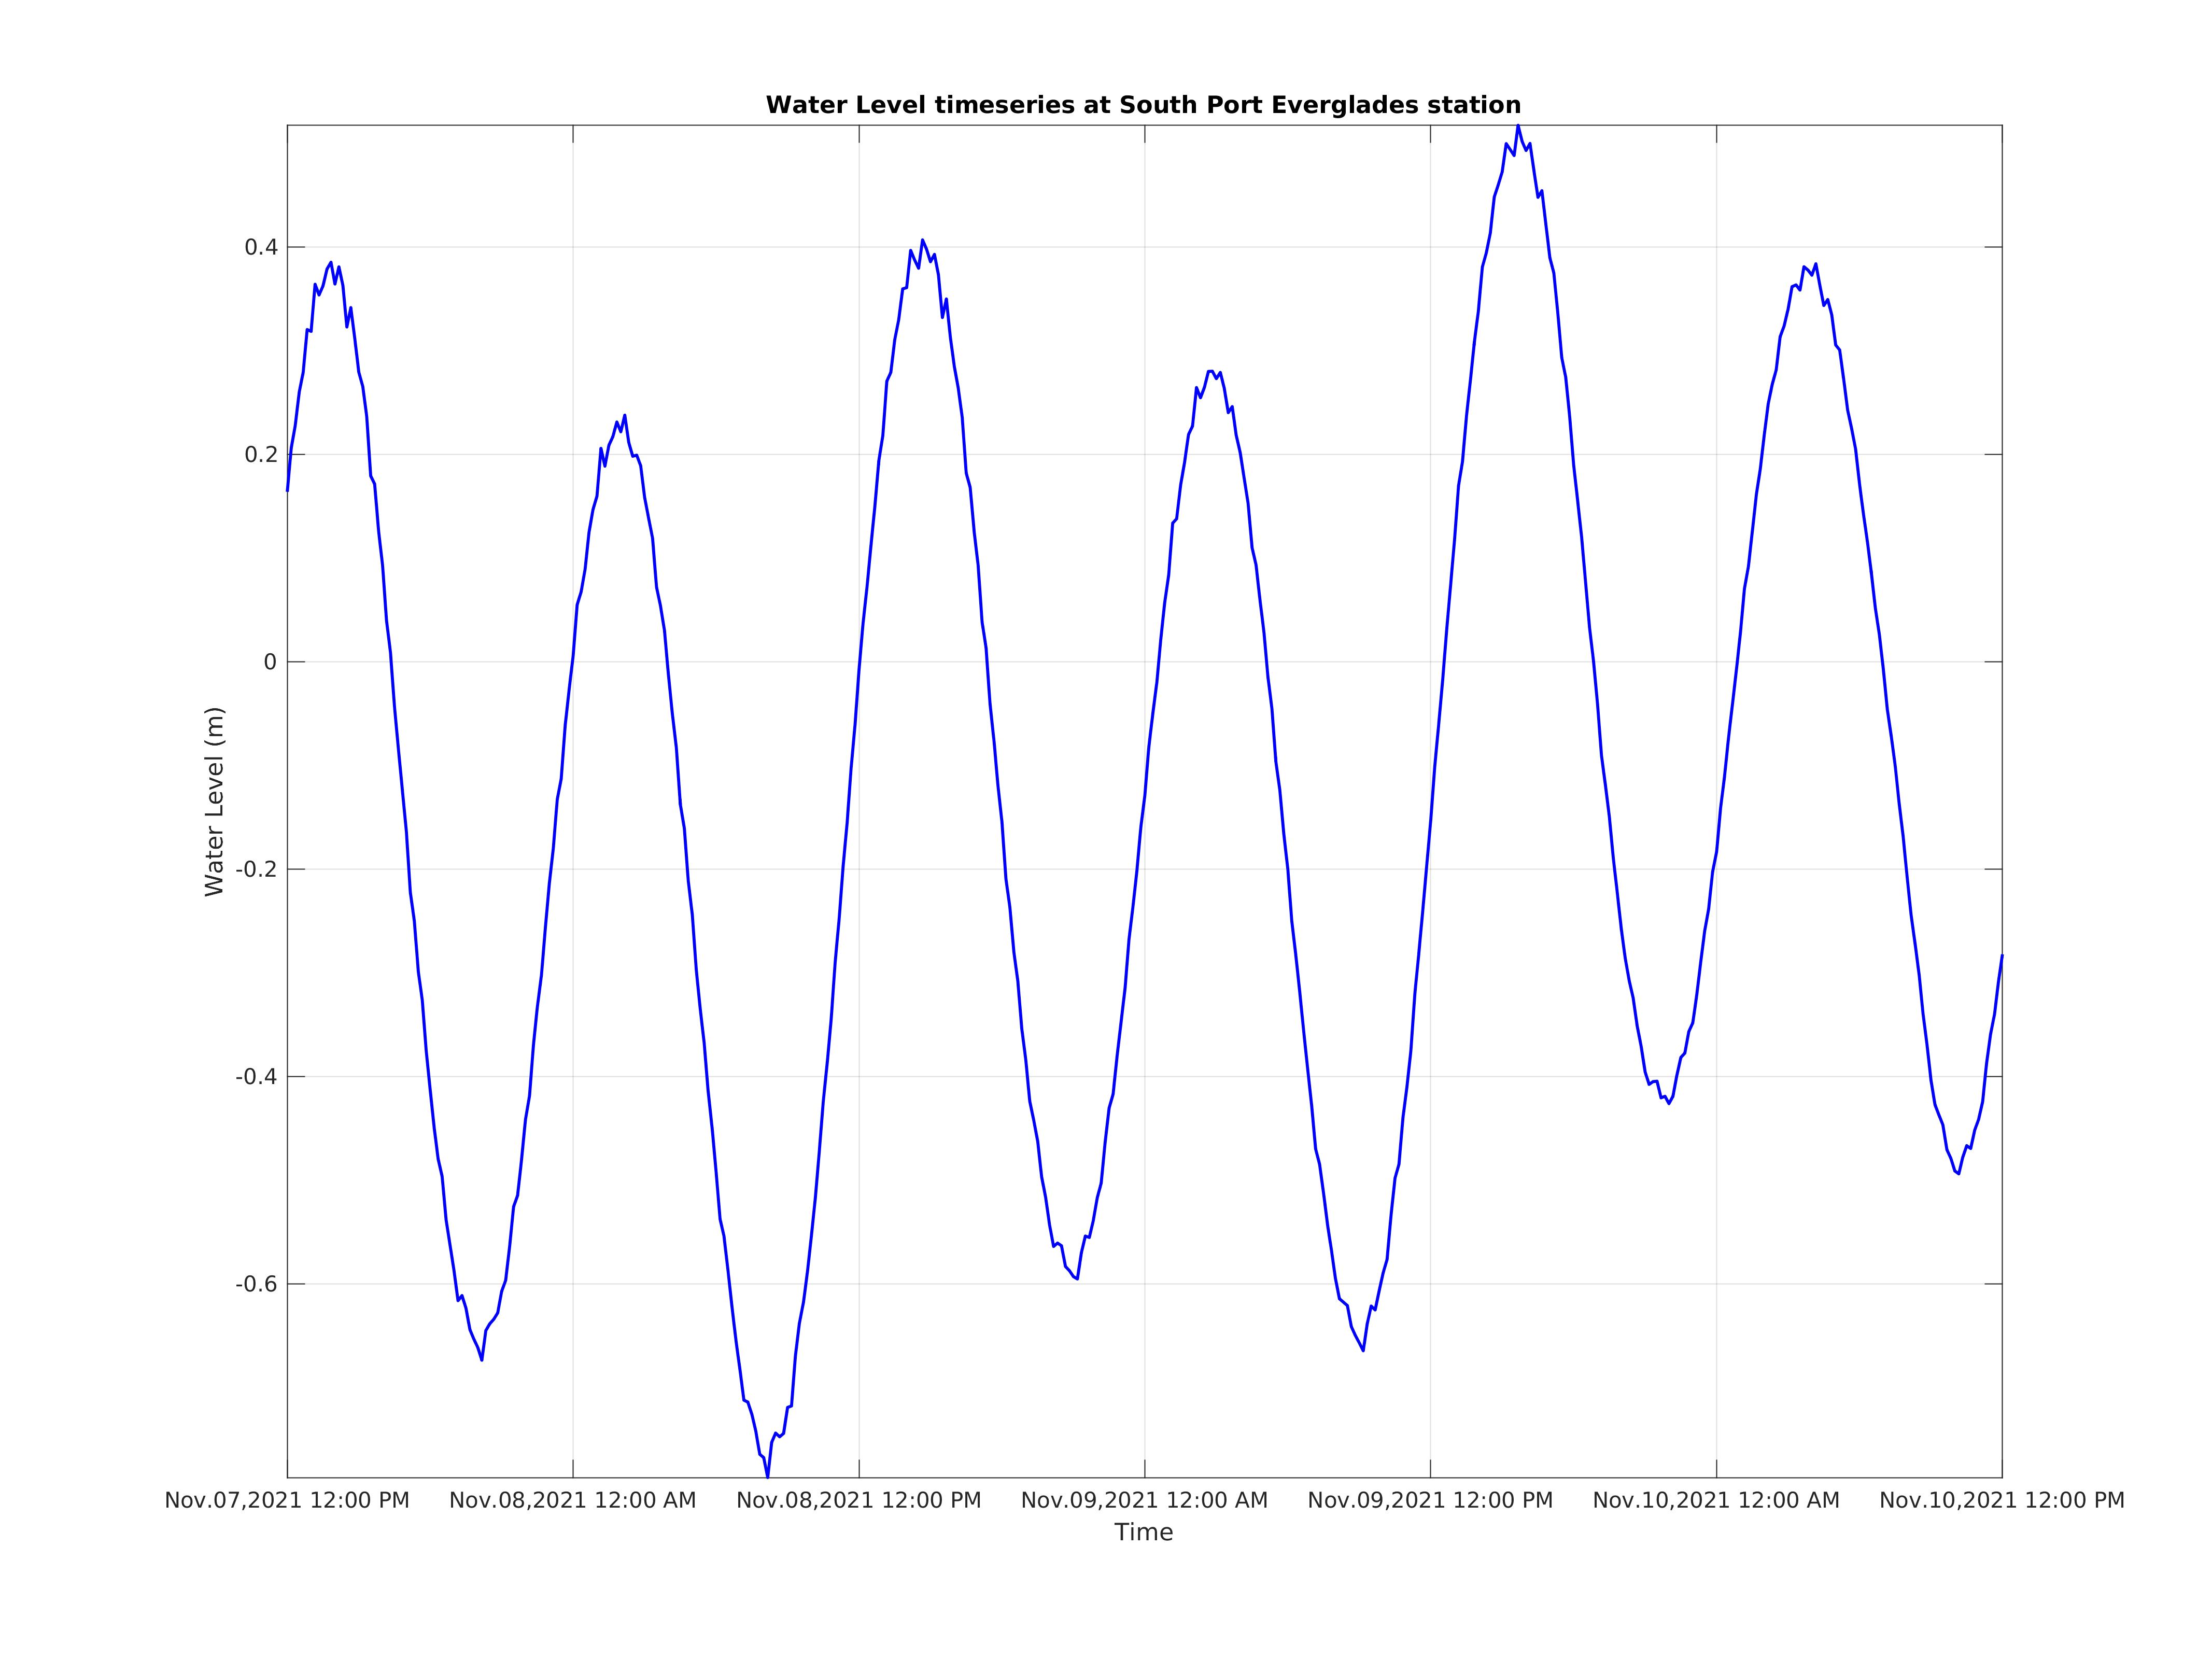 Water Level timeseries at South Port Everglades station
0.4
0.2
0
-0.2
-0.4
-0.6
Water Level (m)
Nov.07,2021 12:00 PM Nov.08,2021 12:00 AM Nov.08,2021 12:00 PM Nov.09,2021 12:00 AM Nov.09,2021 12:00 PM Nov.10,2021 12:00 AM Nov.10,2021 12:00 PM
Time